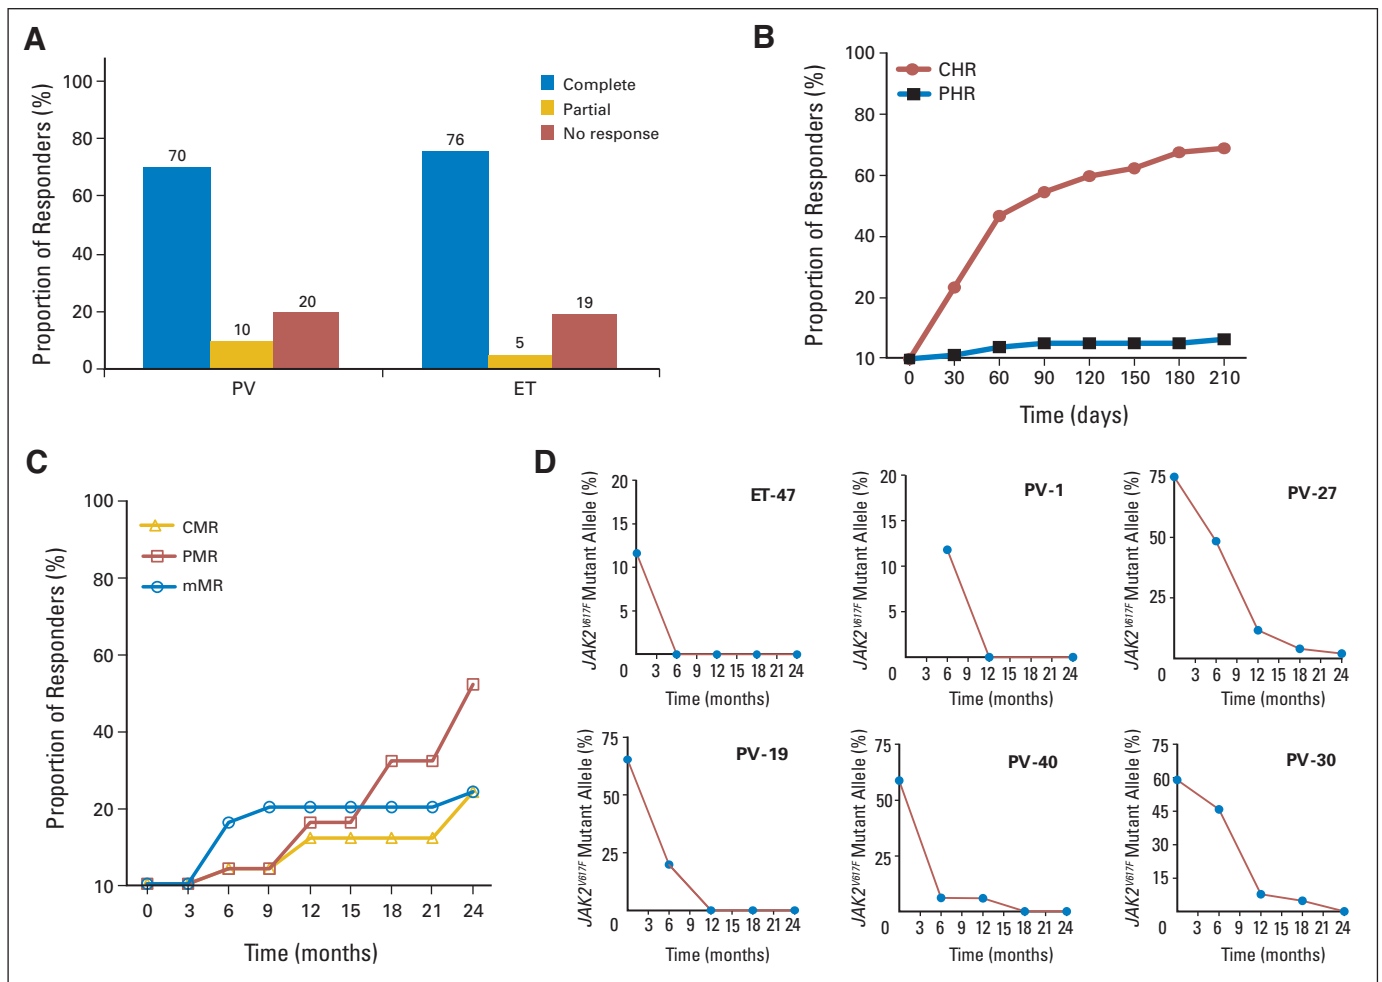 A
Proportion of Responders (%)
100
80
60
40
20
0
70
10
20
76
5
19
PV
ET
Complete
Partial
No response
B
Proportion of Responders (%)
100
80
60
40
20
10
CHR
PHR
0 30 60 90 120 150 180 210
Time (days)
C
Proportion of Responders (%)
100
80
60
40
20
10
CMR
PMR
mMR
0 3 6 9 12 15 18 21 24
Time (months)
D
ET-47
JAK2V617F Mutant Allele (%)
20
15
10
5
0 3 6 9 12 15 18 21 24
Time (months)
PV-1
JAK2V617F Mutant Allele (%)
20
15
10
5
0 3 6 9 12 15 18 21 24
Time (months)
PV-27
JAK2V617F Mutant Allele (%)
75
50
25
0 3 6 9 12 15 18 21 24
Time (months)
PV-19
JAK2V617F Mutant Allele (%)
75
50
25
0 3 6 9 12 15 18 21 24
Time (months)
PV-40
JAK2V617F Mutant Allele (%)
75
50
25
0 3 6 9 12 15 18 21 24
Time (months)
PV-30
JAK2V617F Mutant Allele (%)
75
60
45
30
15
0 3 6 9 12 15 18 21 24
Time (months)